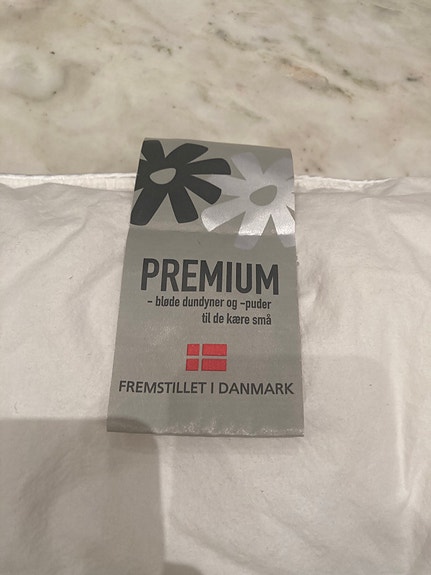 PREMIUM
- bløde dundyner og -puder
til de kære små
FREMSTILLET I DANMARK